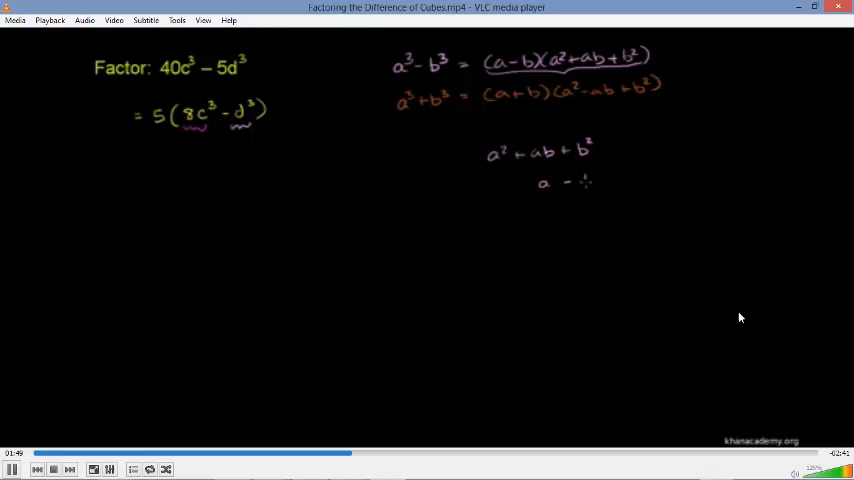 Factoring the Difference of Cubes.mp4 - VLC media player
Media Playback Audio Video Subtitle Tools View Help
Factor: 40c³ – 5d³
= 5(8c³ - d³)
a³ - b³ = (a-b)(a²+ab+b²)
a³+b³ = (a+b)(a²-ab+b²)
a² + ab + b²
a -
khanacademy.org
01:49
-02:41
125%